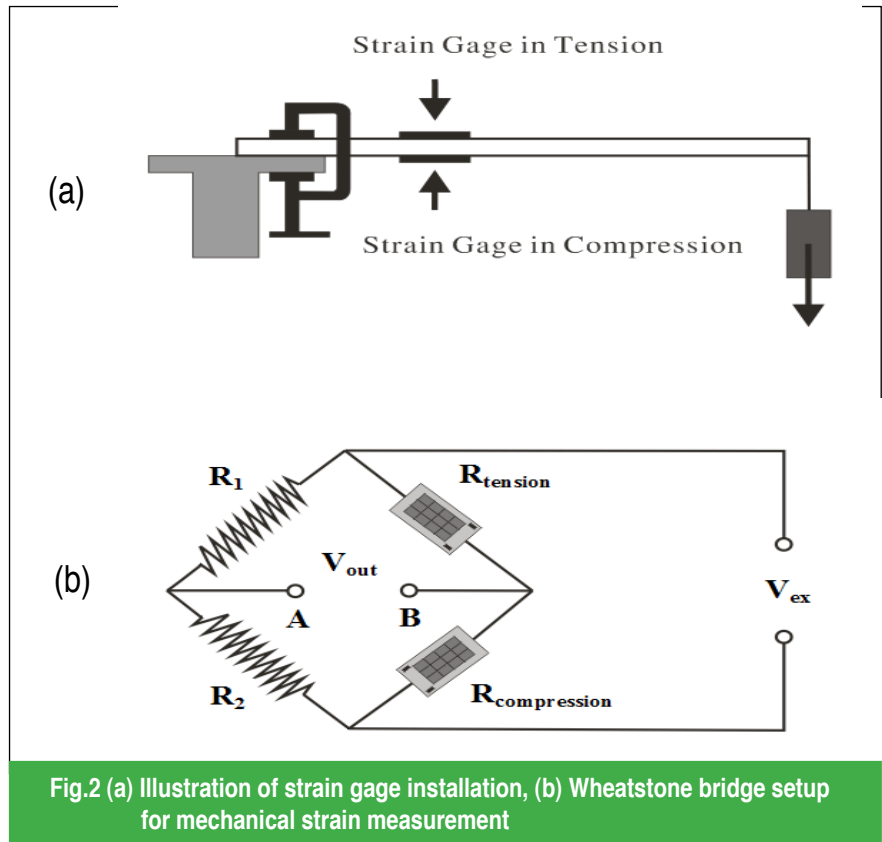 Strain Gage in Tension
(a)
Strain Gage in Compression
R1
Rtension
Vout
(b)
A
B
Vex
R2
Rcompression
Fig.2 (a) Illustration of strain gage installation, (b) Wheatstone bridge setup
for mechanical strain measurement